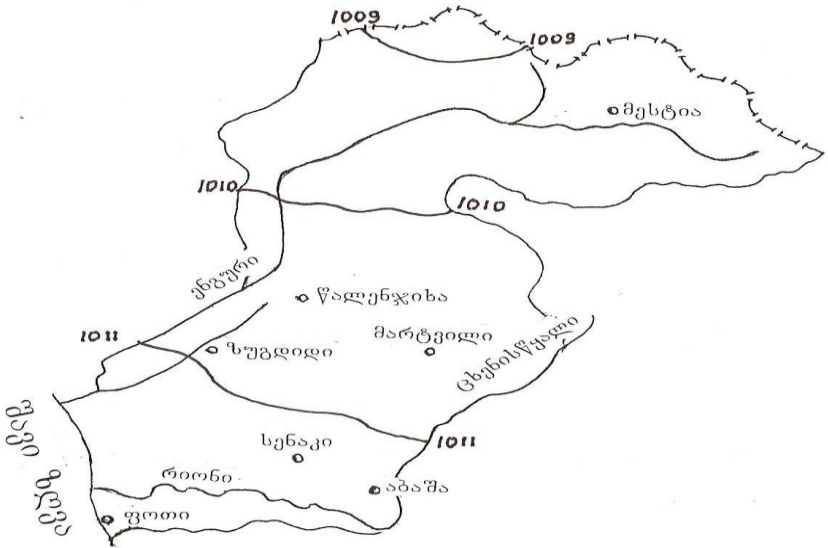 1009
1009
მესტია
1010
1010
ენგური
წალენჯიხა
1011
ზუგდიდი
მარტვილი
ცხენისწყალი
შავი ზღვა
სენაკი
1011
რიონი
აბაშა
ფოთი